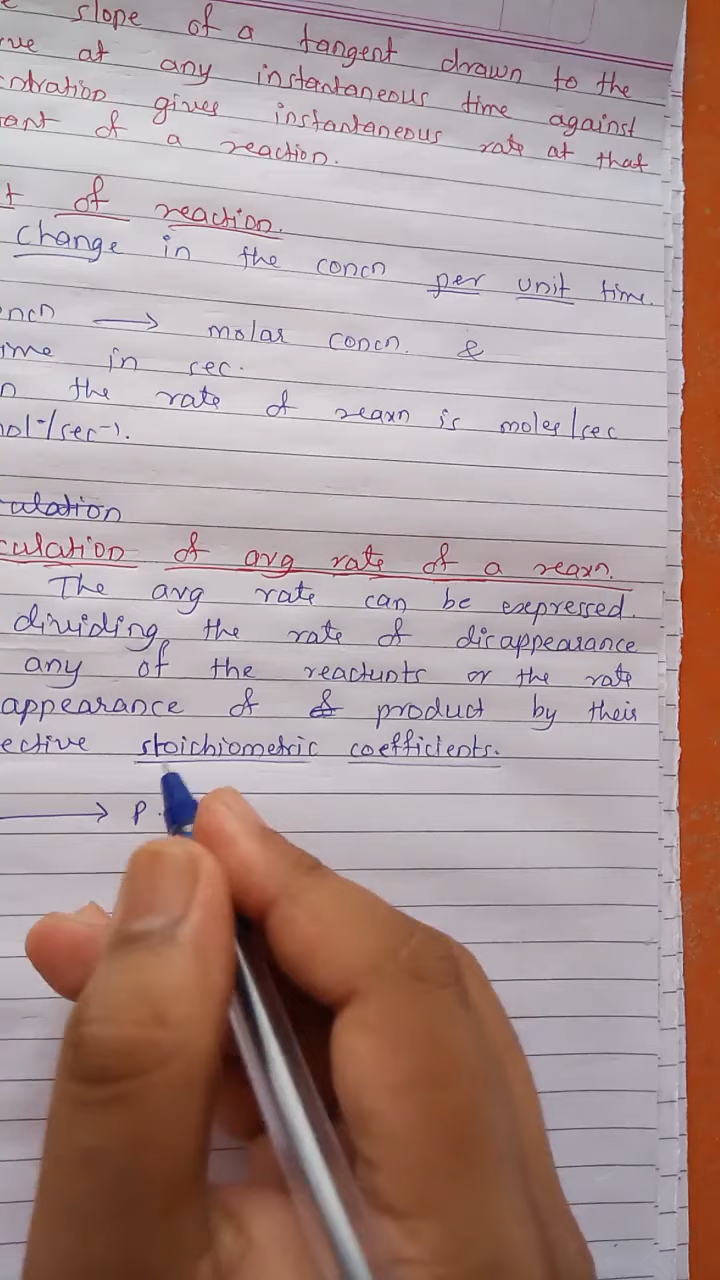 slope of a tangent drawn to the
at any instantaneous time against
gives instantaneous rate at that
of a reaction.
of reaction.
change in the concn per unit time.
→ molar concn. &
in sec.
the rate of reaxn is moles/sec
culation of avg rate of a reaxn.
The avg rate can be expressed.
dividing the rate of disappearance
any of the reactants or the rate
appearance of product by their
ective stoichiometric coefficients.
→ P.